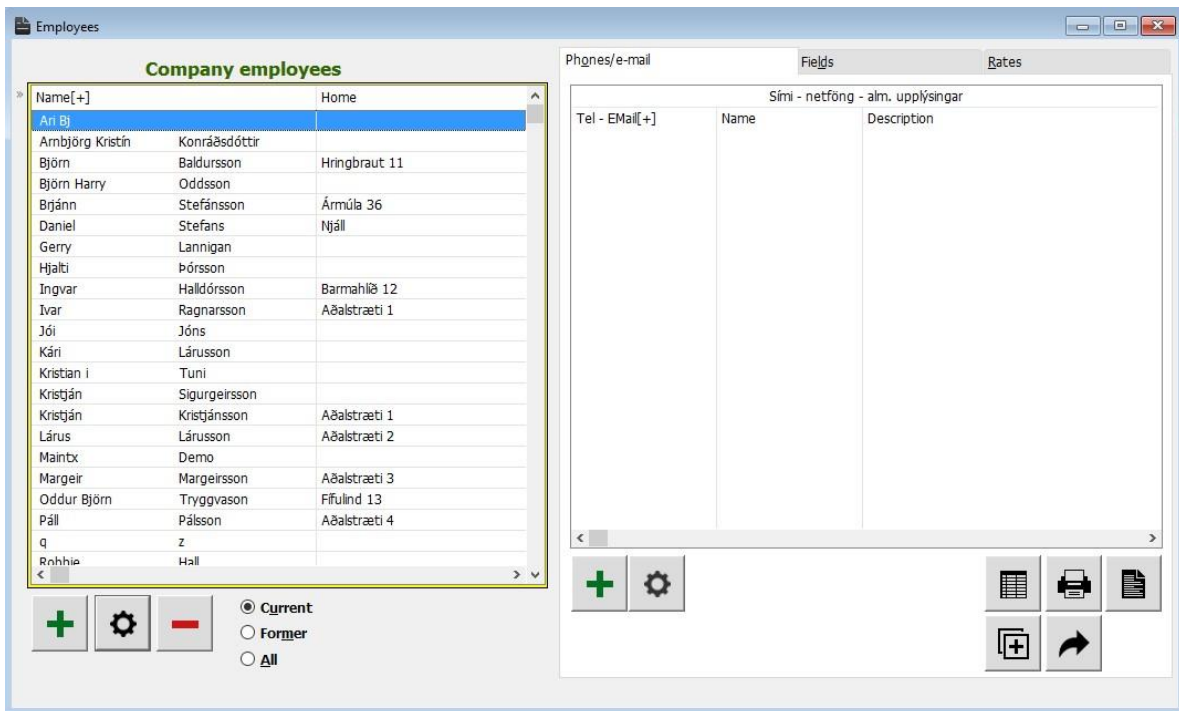 Employees
Company employees
Name[+] Home
Ari Bj
Arnbjörg Kristín Konráðsdóttir
Björn Baldursson Hringbraut 11
Björn Harry Oddsson
Brjánn Stefánsson Ármúla 36
Daniel Stefans Njáll
Gerry Lannigan
Hjalti Þórsson
Ingvar Halldórsson Barmahlíð 12
Ivar Ragnarsson Aðalstræti 1
Jói Jóns
Kári Lárusson
Kristian i Tuni
Kristján Sigurgeirsson
Kristján Kristjánsson Aðalstræti 1
Lárus Lárusson Aðalstræti 2
Maintx Demo
Margeir Margeirsson Aðalstræti 3
Oddur Björn Tryggvason Fífulind 13
Páll Pálsson Aðalstræti 4
q z
Robbie Hall
Current
Former
All
Phones/e-mail Fields Rates
Sími - netföng - alm. upplýsingar
Tel - EMail[+] Name Description